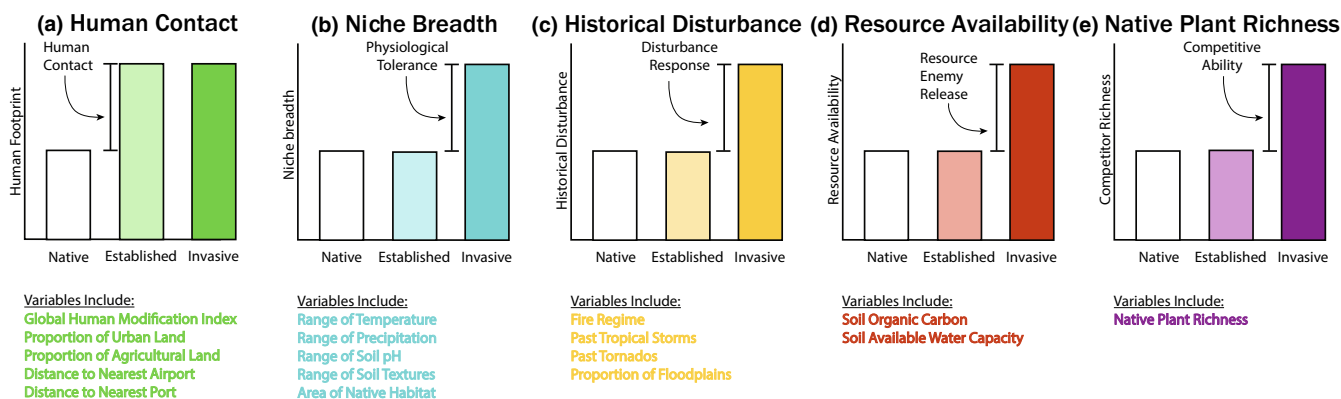 (a) Human Contact
Human Footprint
Human
Contact
Native Established Invasive
Variables Include:
Global Human Modification Index
Proportion of Urban Land
Proportion of Agricultural Land
Distance to Nearest Airport
Distance to Nearest Port
(b) Niche Breadth
Niche breadth
Physiological
Tolerance
Native Established Invasive
Variables Include:
Range of Temperature
Range of Precipitation
Range of Soil pH
Range of Soil Textures
Area of Native Habitat
(c) Historical Disturbance
Historical Disturbance
Disturbance
Response
Native Established Invasive
Variables Include:
Fire Regime
Past Tropical Storms
Past Tornados
Proportion of Floodplains
(d) Resource Availability
Resource Availability
Resource
Enemy
Release
Native Established Invasive
Variables Include:
Soil Organic Carbon
Soil Available Water Capacity
(e) Native Plant Richness
Competitor Richness
Competitive
Ability
Native Established Invasive
Variables Include:
Native Plant Richness